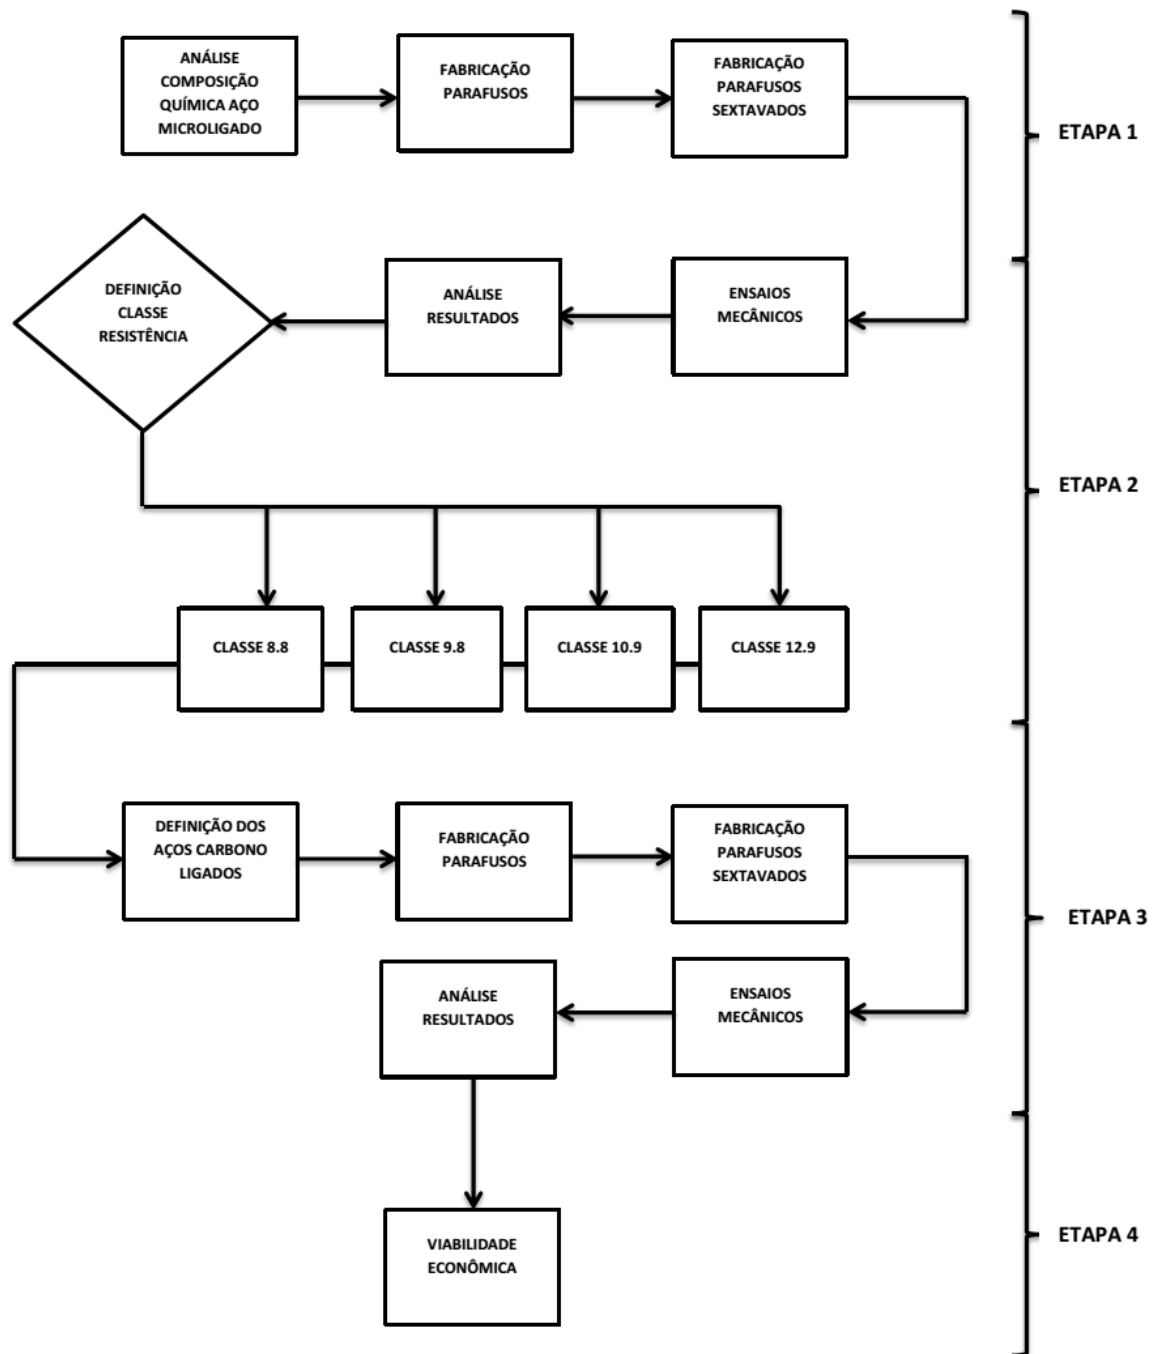 ANÁLISE
COMPOSIÇÃO
QUÍMICA AÇO
MICROLIGADO
FABRICAÇÃO
PARAFUSOS
FABRICAÇÃO
PARAFUSOS
SEXTAVADOS
ETAPA 1
DEFINIÇÃO
CLASSE
RESISTÊNCIA
ANÁLISE
RESULTADOS
ENSAIOS
MECÂNICOS
ETAPA 2
CLASSE 8.8
CLASSE 9.8
CLASSE 10.9
CLASSE 12.9
DEFINIÇÃO DOS
AÇOS CARBONO
LIGADOS
FABRICAÇÃO
PARAFUSOS
FABRICAÇÃO
PARAFUSOS
SEXTAVADOS
ETAPA 3
ANÁLISE
RESULTADOS
ENSAIOS
MECÂNICOS
VIABILIDADE
ECONÔMICA
ETAPA 4